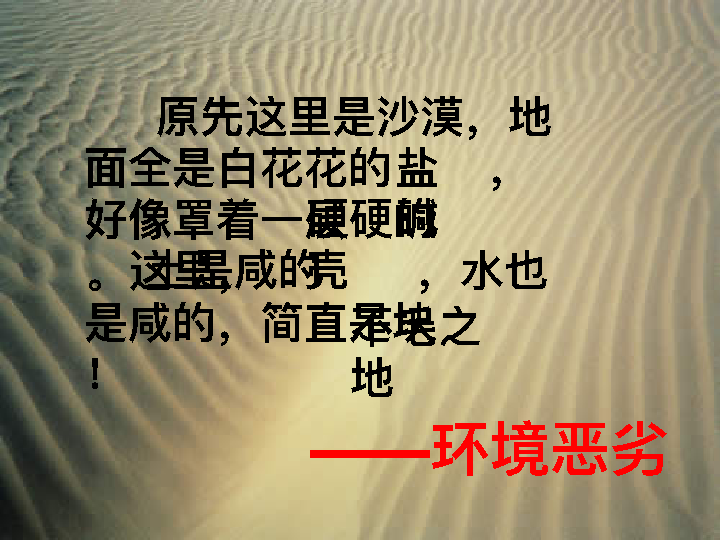 原先这里是沙漠，地
面全是白花花的盐 ，
好像罩着一层硬硬的
。这里是咸的壳 ，水也
是咸的，简直是块不毛之
！ 地
——环境恶劣